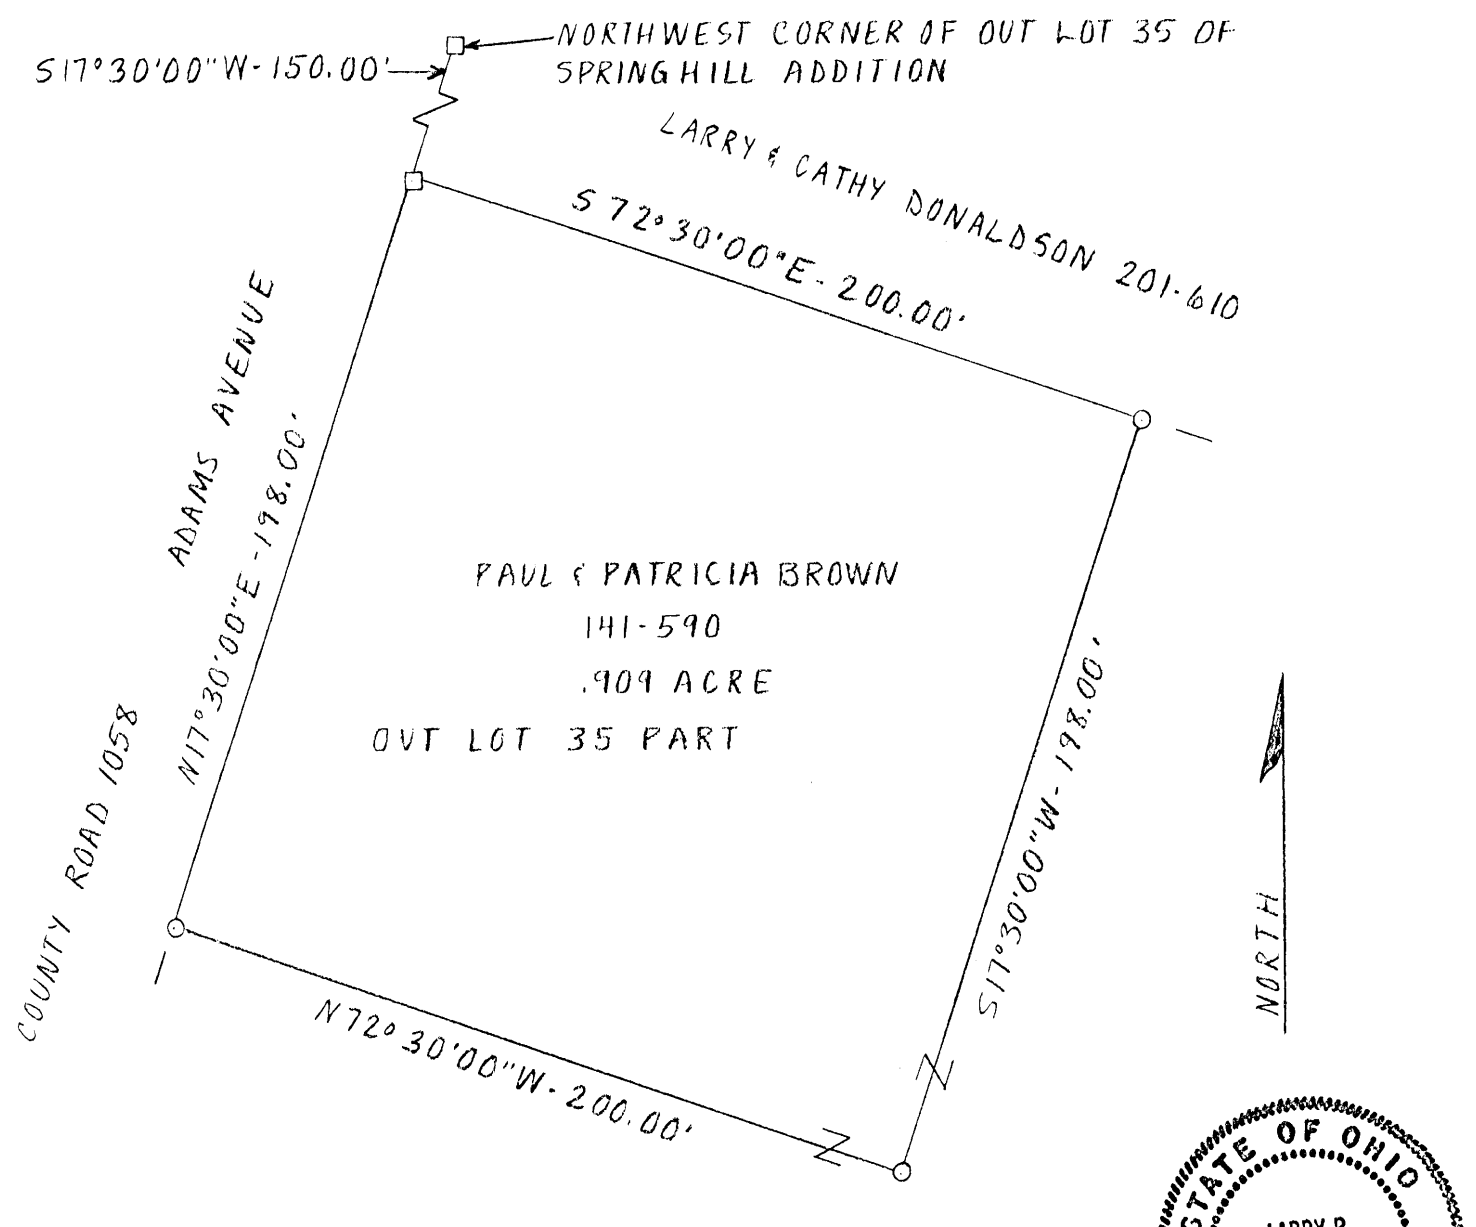 NORTHWEST CORNER OF OUT LOT 35 OF
SPRINGHILL ADDITION
S17°30'00"W-150.00'
LARRY & CATHY DONALDSON 201-610
S72°30'00"E-200.00'
ADAMS AVENUE
N17°30'00"E-198.00'
PAUL & PATRICIA BROWN
141-590
.909 ACRE
OUT LOT 35 PART
S17°30'00"W-198.00'
COUNTY ROAD 1058
N72°30'00"W-200.00'
NORTH
STATE OF OHIO
LARRY D.